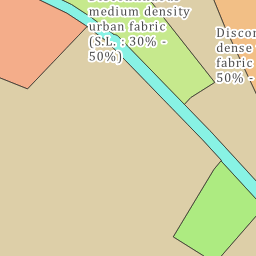 medium density
urban fabric
(S.L. : 30% -
50%)
Discon
dense
fabric
50% -